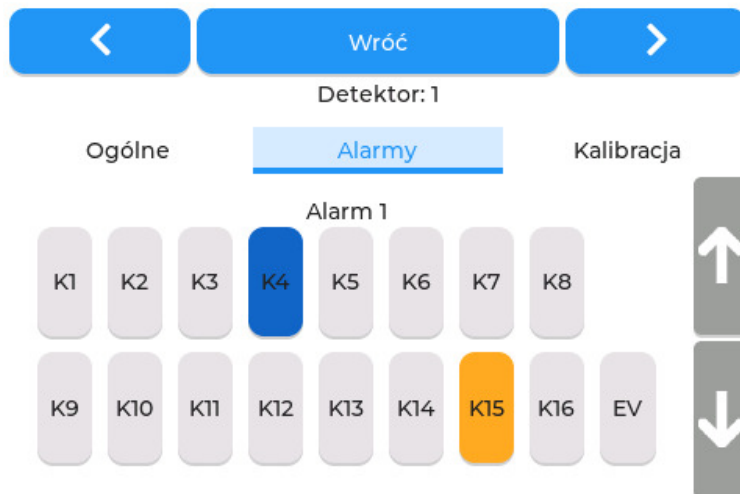 Wróć
Detektor: 1
Ogólne Alarmy Kalibracja
Alarm 1
K1 K2 K3 K4 K5 K6 K7 K8
K9 K10 K11 K12 K13 K14 K15 K16 EV